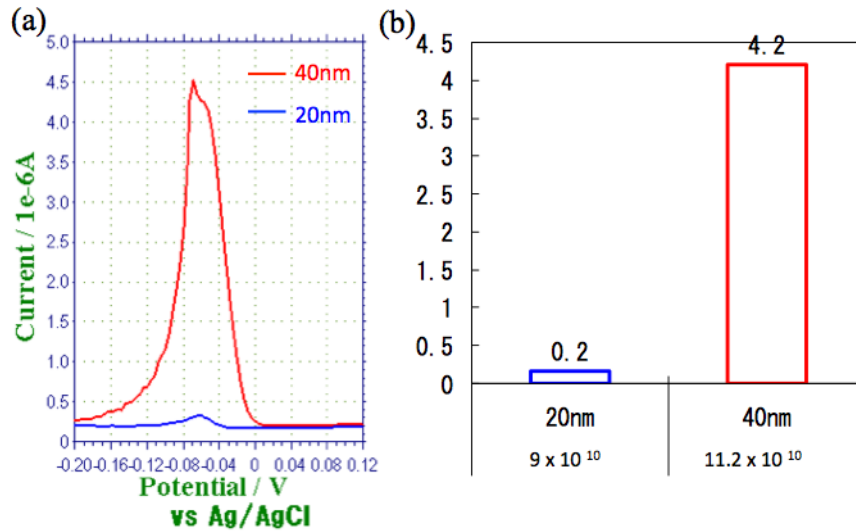 (a)
5.0
4.5
4.0
3.5
3.0
2.5
2.0
1.5
1.0
0.5
0
Current / 1e-6A
40nm
20nm
-0.20 -0.16 -0.12 -0.08 -0.04 0 0.04 0.08 0.12
Potential / V
vs Ag/AgCl
(b)
4.5
4
3.5
3
2.5
2
1.5
1
0.5
0
0.2
4.2
20nm 40nm
9 x 10 10 11.2 x 10 10